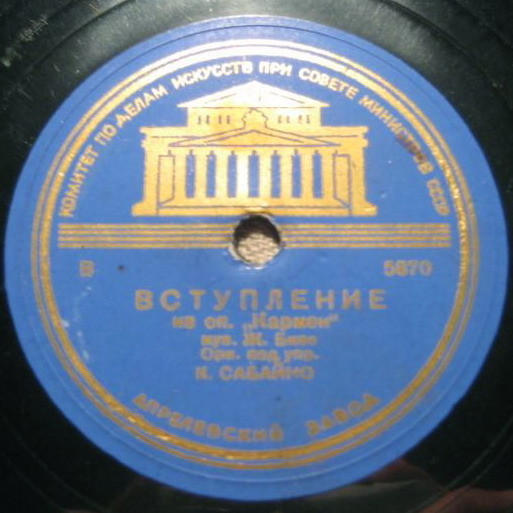 КОМИТЕТ ПО ДЕЛАМ ИСКУССТВ ПРИ СОВЕТЕ МИНИСТРОВ СССР
В 5670
ВСТУПЛЕНИЕ
из оп. „Кармен"
муз. Ж. Бизе
Орк. под упр.
К. САБАЙНО
АПРЕЛЕВСКИЙ ЗАВОД